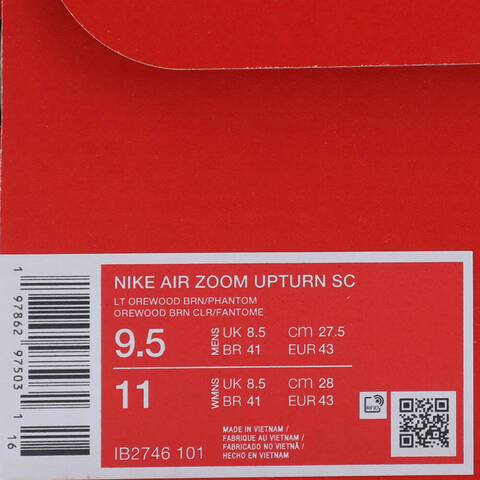 NIKE AIR ZOOM UPTURN SC
LT OREWOOD BRN/PHANTOM
OREWOOD BRN CLR/FANTOME
9.5 MENS UK 8.5 cm 27.5
BR 41 EUR 43
11 WMNS UK 8.5 cm 28
BR 41 EUR 43
RFID
MADE IN VIETNAM /
FABRIQUE AU VIETNAM /
FABRICADO NO VIETNÃ /
HECHO EN VIETNAM
IB2746 101
1 97862 97503 1 16